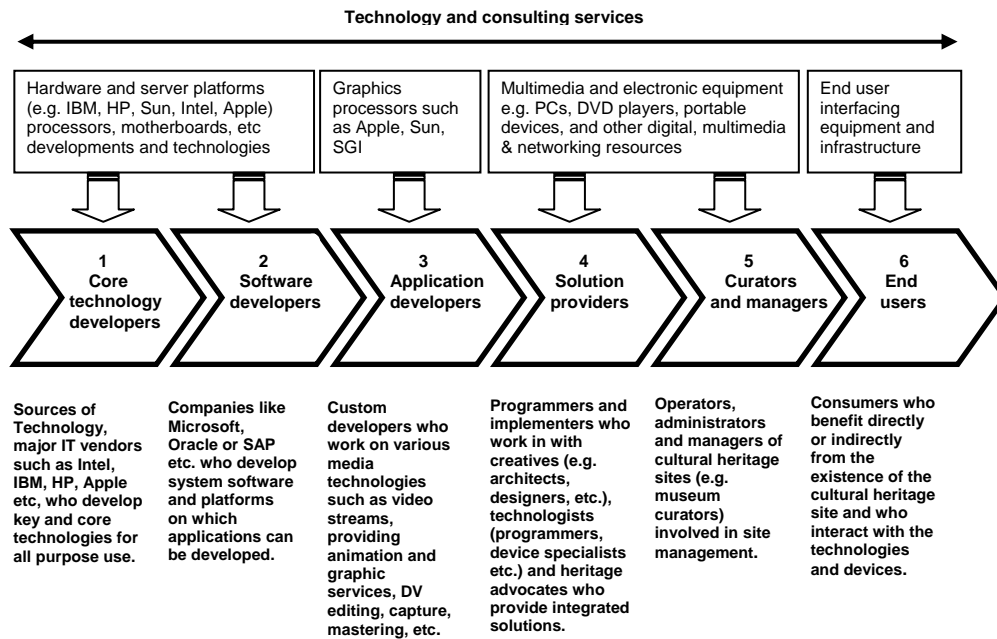 Technology and consulting services
Hardware and server platforms
(e.g. IBM, HP, Sun, Intel, Apple)
processors, motherboards, etc
developments and technologies
Graphics
processors such
as Apple, Sun,
SGI
Multimedia and electronic equipment
e.g. PCs, DVD players, portable
devices, and other digital, multimedia
& networking resources
End user
interfacing
equipment and
infrastructure
1
Core
technology
developers
2
Software
developers
3
Application
developers
4
Solution
providers
5
Curators
and managers
6
End
users
Sources of
Technology,
major IT vendors
such as Intel,
IBM, HP, Apple
etc, who develop
key and core
technologies for
all purpose use.
Companies like
Microsoft,
Oracle or SAP
etc. who develop
system software
and platforms
on which
applications can
be developed.
Custom
developers who
work on various
media
technologies
such as video
streams,
providing
animation and
graphic
services, DV
editing, capture,
mastering, etc.
Programmers and
implementers who
work in with
creatives (e.g.
architects,
designers, etc.),
technologists
(programmers,
device specialists
etc.) and heritage
advocates who
provide integrated
solutions.
Operators,
administrators
and managers of
cultural heritage
sites (e.g.
museum
curators)
involved in site
management.
Consumers who
benefit directly
or indirectly
from the
existence of the
cultural heritage
site and who
interact with the
technologies
and devices.